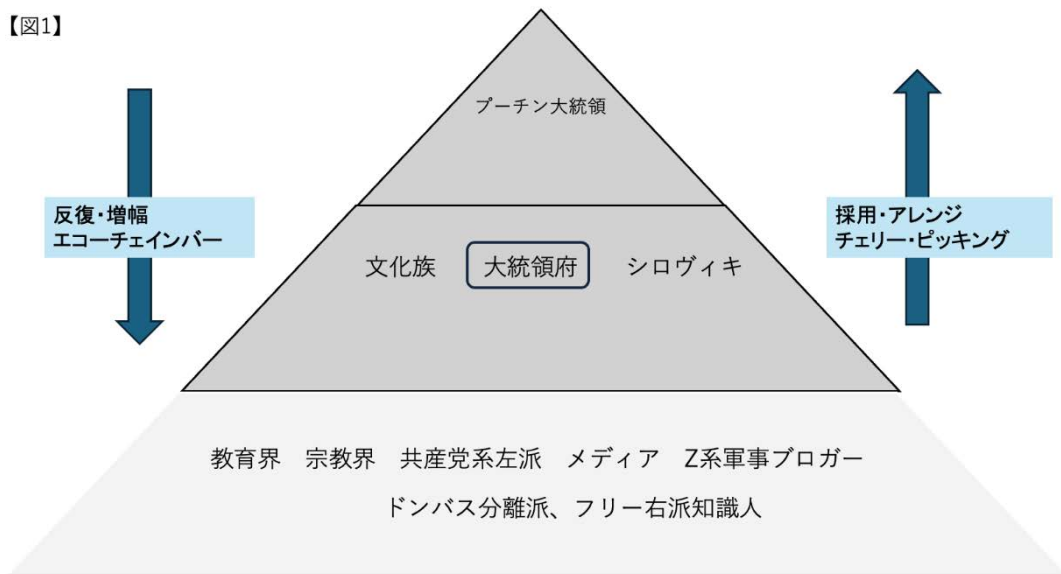 【図1】
プーチン大統領
反復・増幅
エコーチェインバー
採用・アレンジ
チェリー・ピッキング
文化族 大統領府 シロヴィキ
教育界 宗教界 共産党系左派 メディア Z系軍事ブロガー
ドンバス分離派、フリー右派知識人